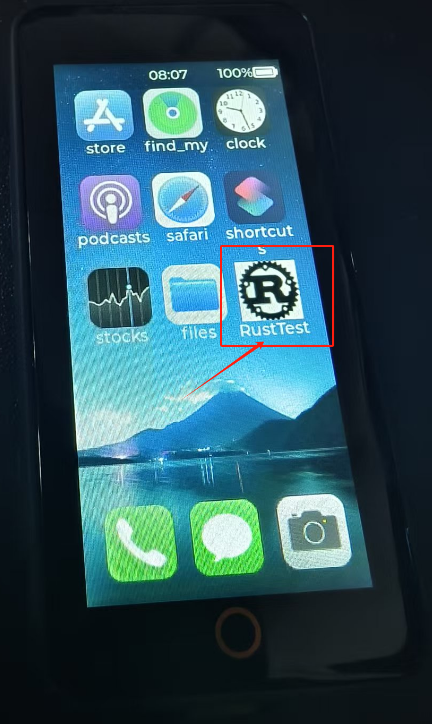 08:07 100%
store find_my clock
podcasts safari shortcut
s
stocks files RustTest